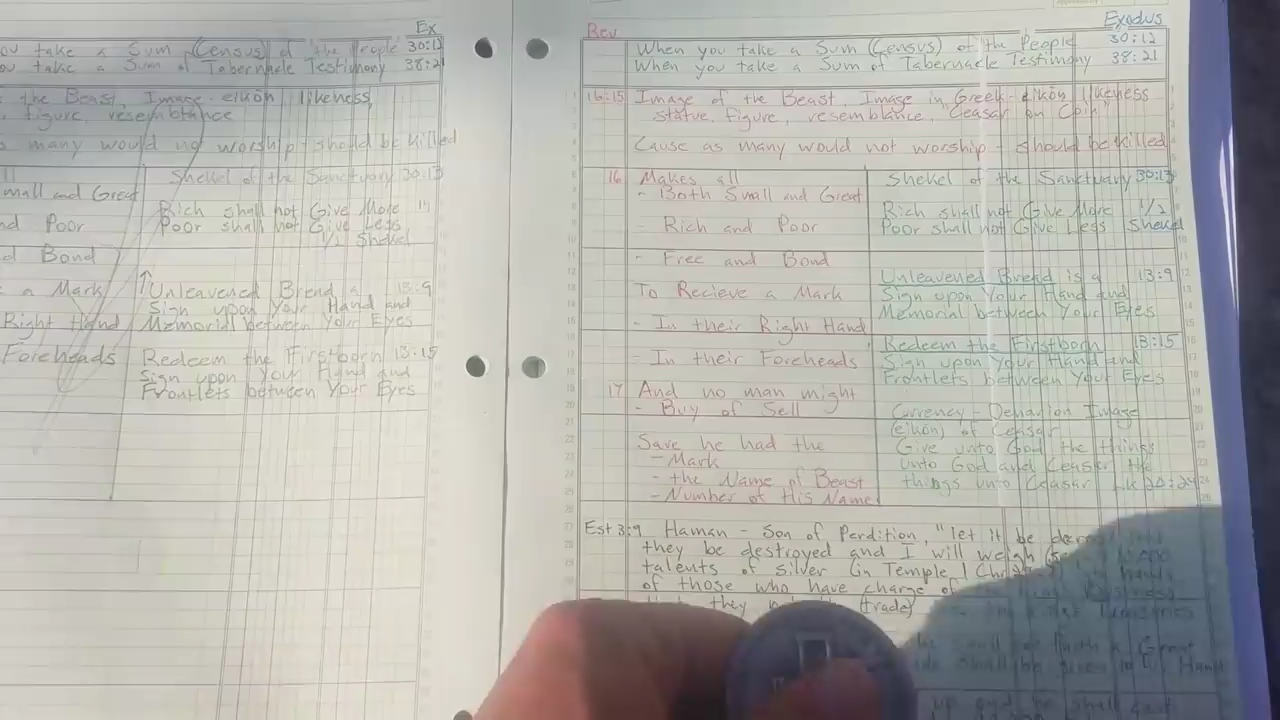 Ex
ou take a Sum (Census) of the People 30:12
ou take a Sum of Tabernacle Testimony 38:21
the Beast, Image - eikōn, likeness,
figure, resemblance
s many would not worship - should be killed
Shekel of the Sanctuary 30:13
mall and Great
Rich shall not Give More "
nd Poor Poor shall not Give Less
1/2 Shekel
d Bond
↑ Unleavened Bread a 13:9
a Mark Sign upon Your Hand and
Right Hand Memorial between Your Eyes
Foreheads Redeem the Firstborn 13:15
Sign upon Your Hand and
Frontlets between Your Eyes
Rev Exodus
When you take a Sum (Census) of the People 30:12
When you take a Sum of Tabernacle Testimony 38:21
16:15 Image of the Beast, Image in Greek - eikōn, likeness
statue, figure, resemblance, "Ceasar on Coin"
Cause as many would not worship - should be killed
16 Makes all
- Both Small and Great
- Rich and Poor
- Free and Bond
To Recieve a Mark
- In their Right Hand
- In their Foreheads
17 And no man might
- Buy of Sell
Save he had the
- Mark
- the Name of Beast
- Number of His Name
Shekel of the Sanctuary 30:13
Rich shall not Give More 1/2
Poor shall not Give Less Shekel
Unleavened Bread is a 13:9
Sign upon Your Hand and
Memorial between Your Eyes
Redeem the Firstborn 13:15
Sign upon Your Hand and
Frontlets between Your Eyes
Currency - Denarion Image
(eikōn) of Ceasar
Give unto God the things
unto God and Ceasar the
things unto Ceasar Lk 20:24
Est 3:9 Haman - Son of Perdition, "let it be
they be destroyed and I will weigh
talents of silver (in Temple
of those who have charge of
they (trade)